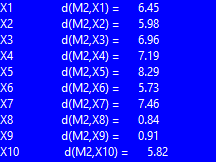 X1 d(M2,X1) = 6.45
X2 d(M2,X2) = 5.98
X3 d(M2,X3) = 6.96
X4 d(M2,X4) = 7.19
X5 d(M2,X5) = 8.29
X6 d(M2,X6) = 5.73
X7 d(M2,X7) = 7.46
X8 d(M2,X8) = 0.84
X9 d(M2,X9) = 0.91
X10 d(M2,X10) = 5.82